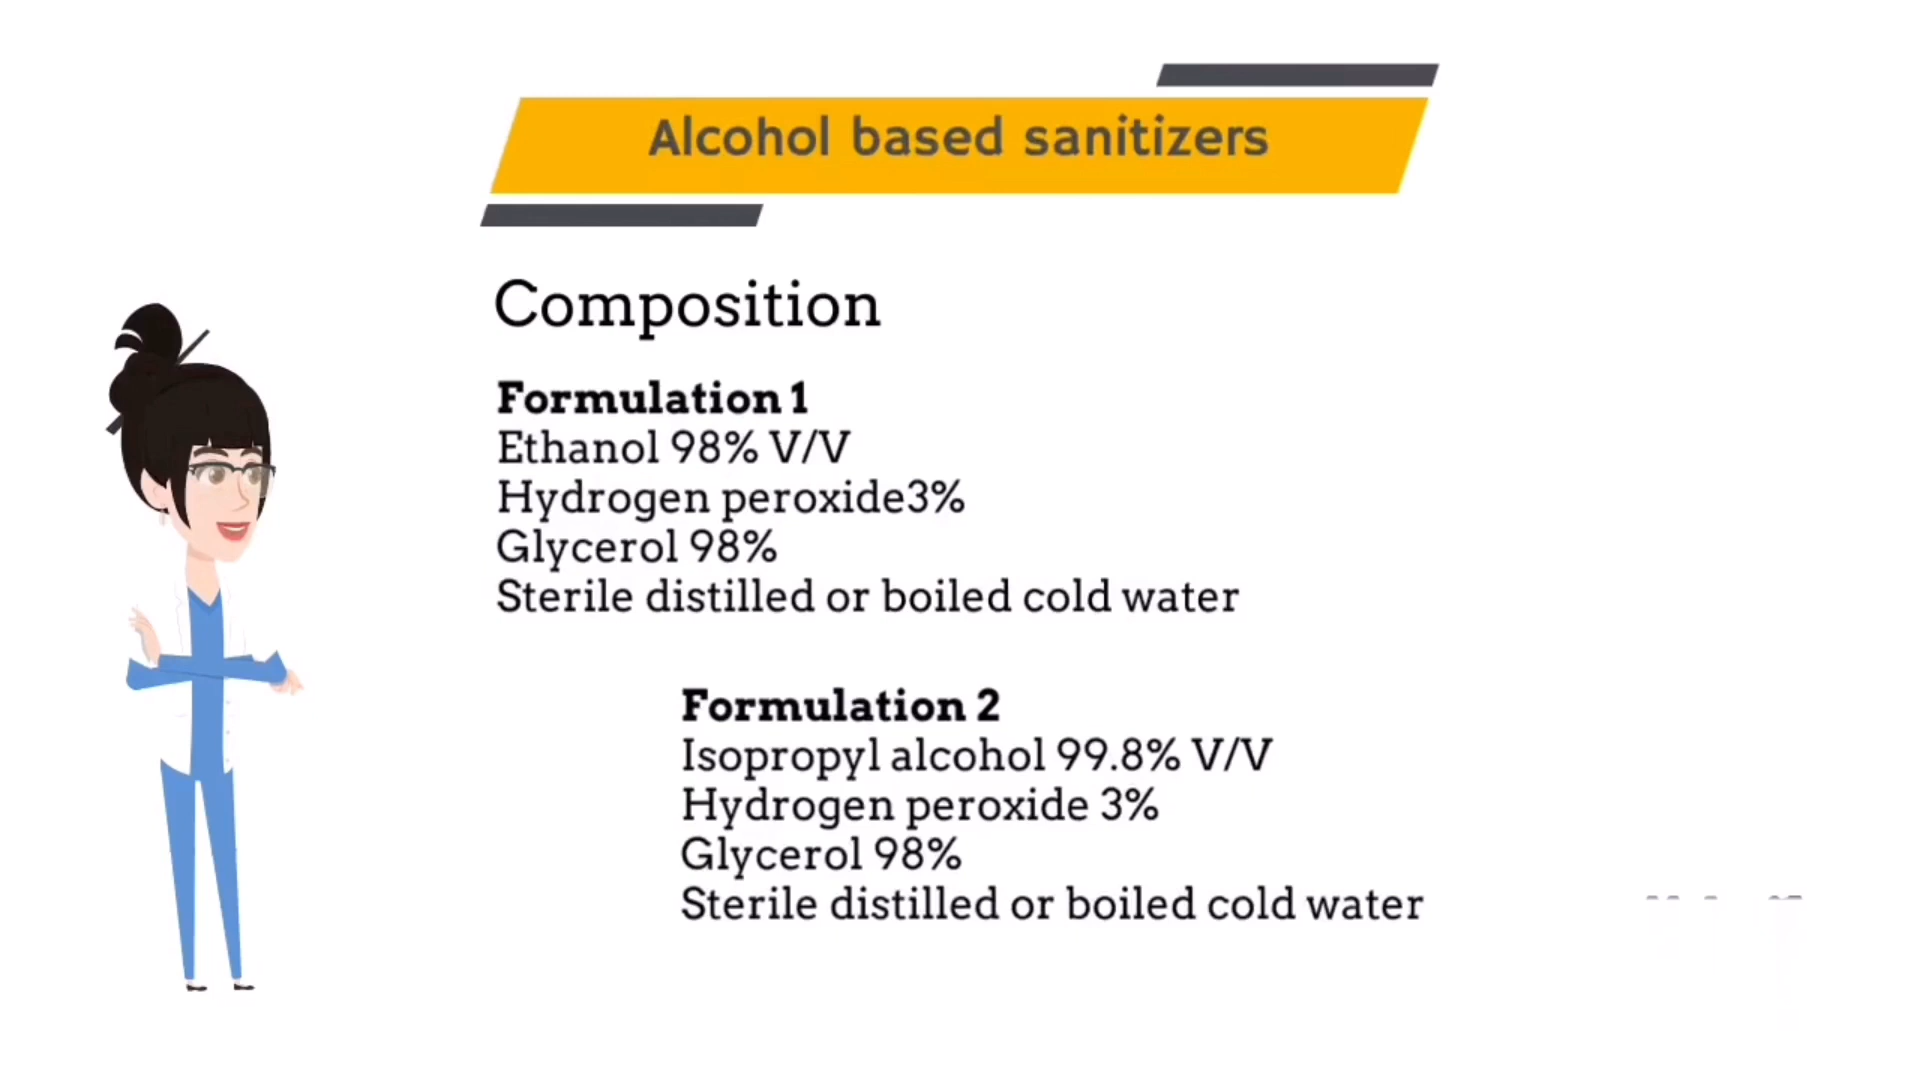 Alcohol based sanitizers
Composition
Formulation 1
Ethanol 98% V/V
Hydrogen peroxide3%
Glycerol 98%
Sterile distilled or boiled cold water
Formulation 2
Isopropyl alcohol 99.8% V/V
Hydrogen peroxide 3%
Glycerol 98%
Sterile distilled or boiled cold water